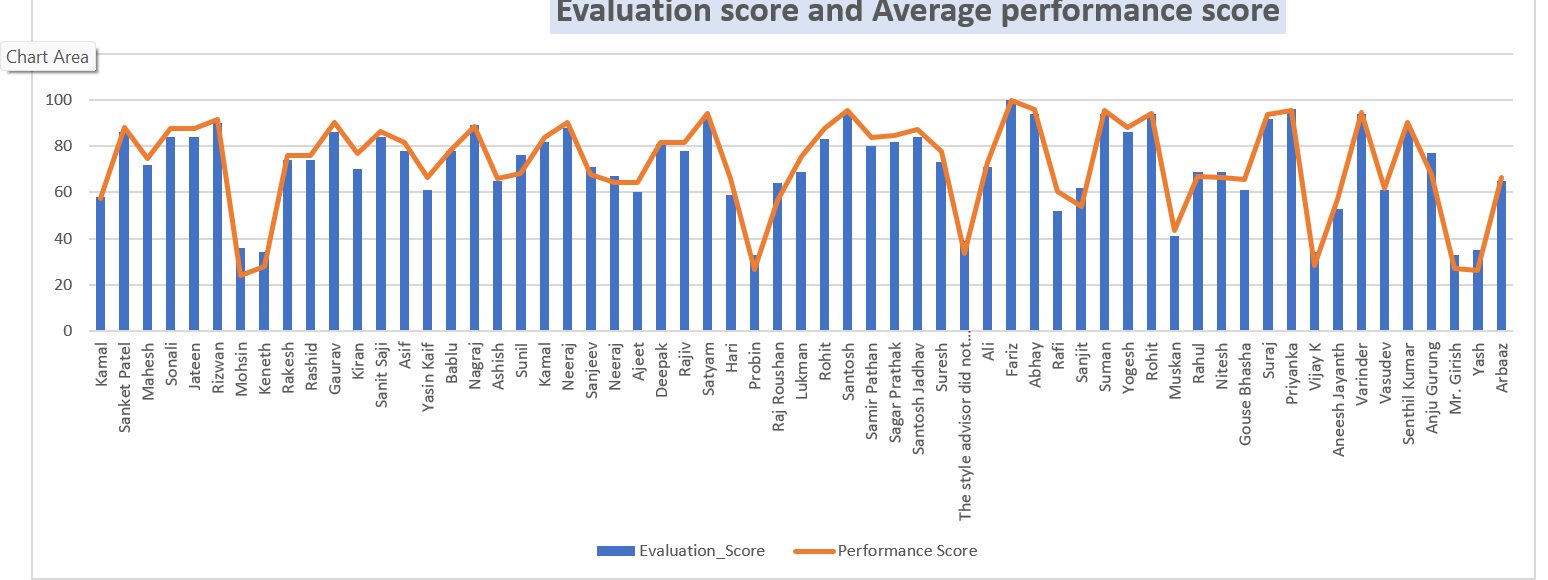 Evaluation score and Average performance score
Chart Area
100
80
60
40
20
0
Kamal
Sanket Patel
Mahesh
Sonali
Jateen
Rizwan
Mohsin
Keneth
Rakesh
Rashid
Gaurav
Kiran
Sanit Saji
Asif
Yasin Kaif
Bablu
Nagraj
Ashish
Sunil
Kamal
Neeraj
Sanjeev
Neeraj
Ajeet
Deepak
Rajiv
Satyam
Hari
Probin
Raj Roushan
Lukman
Rohit
Santosh
Samir Pathan
Sagar Prathak
Santosh Jadhav
Suresh
The style advisor did not...
Ali
Fariz
Abhay
Rafi
Sanjit
Suman
Yogesh
Rohit
Muskan
Rahul
Nitesh
Gouse Bhasha
Suraj
Priyanka
Vijay K
Aneesh Jayanth
Varinder
Vasudev
Senthil Kumar
Anju Gurung
Mr. Girish
Yash
Arbaaz
Evaluation_Score
Performance Score